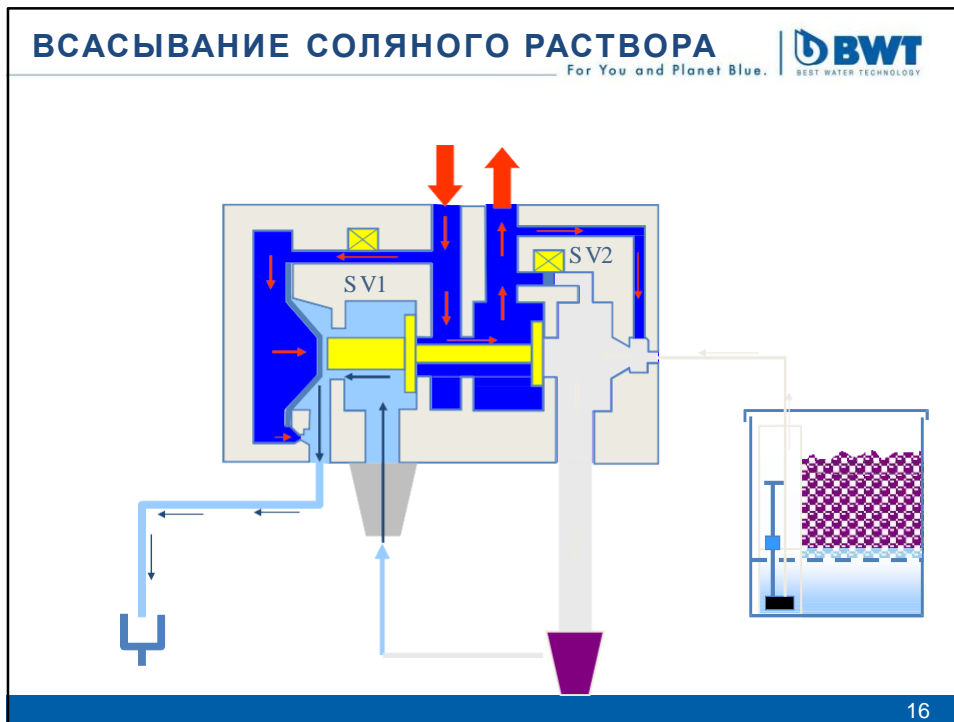 ВСАСЫВАНИЕ СОЛЯНОГО РАСТВОРА
For You and Planet Blue.
BWT
BEST WATER TECHNOLOGY
SV2
SV1
16